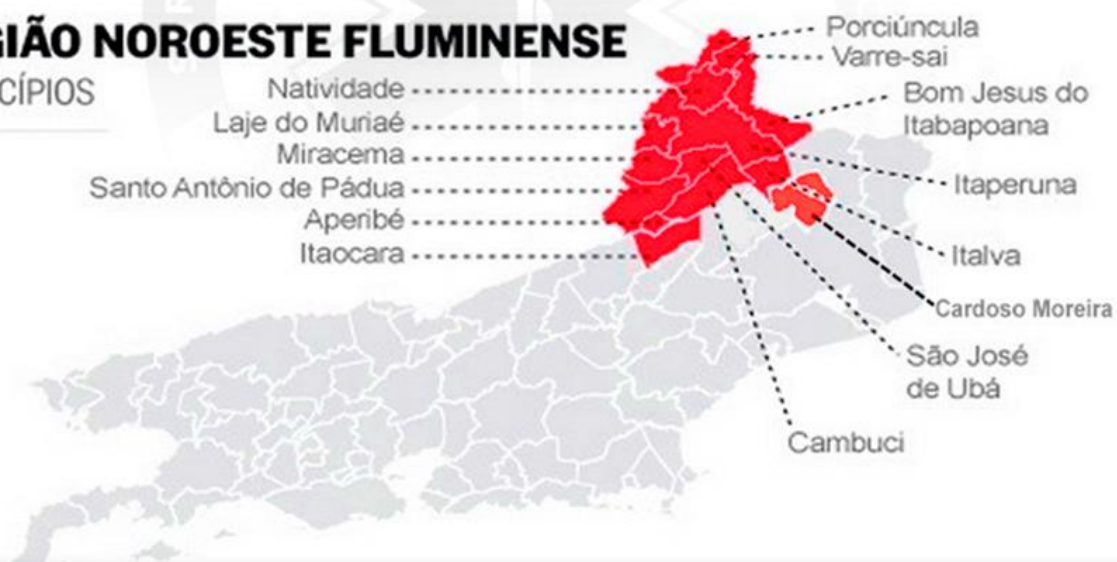 GIÃO NOROESTE FLUMINENSE
CÍPIOS
Porciúncula
Varre-sai
Natividade
Bom Jesus do
Itabapoana
Laje do Muriaé
Miracema
Santo Antônio de Pádua
Itaperuna
Aperibé
Itaocara
Italva
Cardoso Moreira
São José
de Ubá
Cambuci